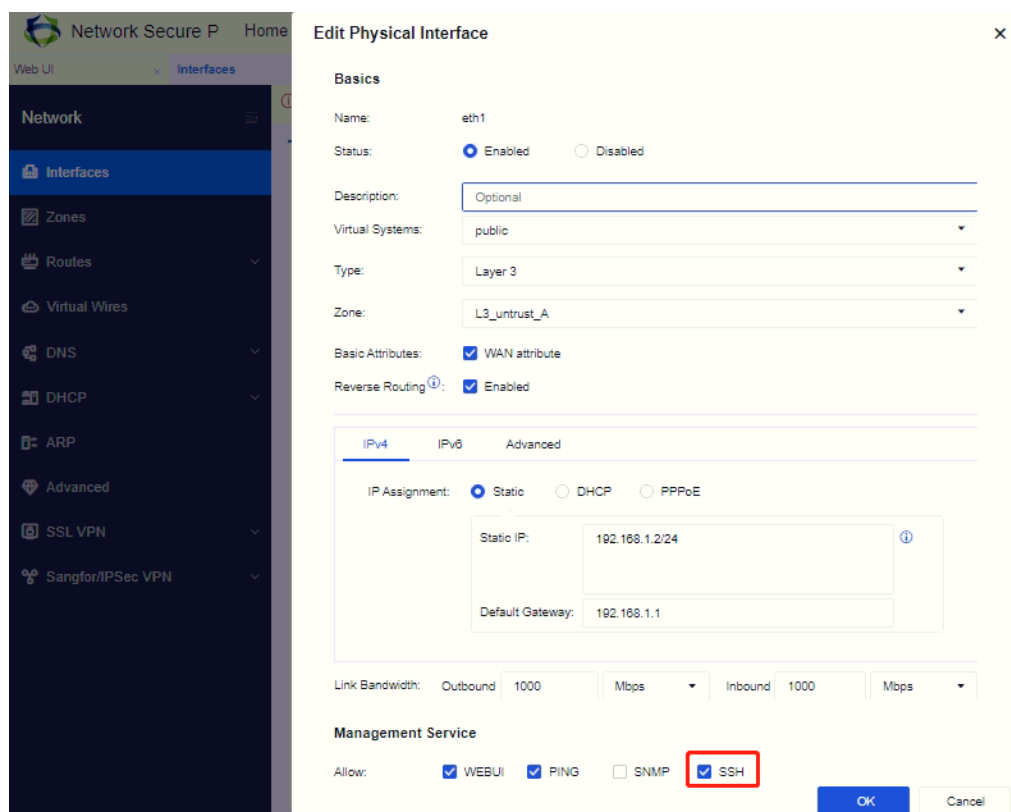 Network Secure P Home
Web UI × Interfaces
Network
Interfaces
Zones
Routes
Virtual Wires
DNS
DHCP
ARP
Advanced
SSL VPN
Sangfor/IPSec VPN
Edit Physical Interface
Basics
Name: eth1
Status: Enabled Disabled
Description: Optional
Virtual Systems: public
Type: Layer 3
Zone: L3_untrust_A
Basic Attributes: WAN attribute
Reverse Routing : Enabled
IPv4 IPv6 Advanced
IP Assignment: Static DHCP PPPoE
Static IP: 192.168.1.2/24
Default Gateway: 192.168.1.1
Link Bandwidth: Outbound 1000 Mbps Inbound 1000 Mbps
Management Service
Allow: WEBUI PING SNMP SSH
OK Cancel